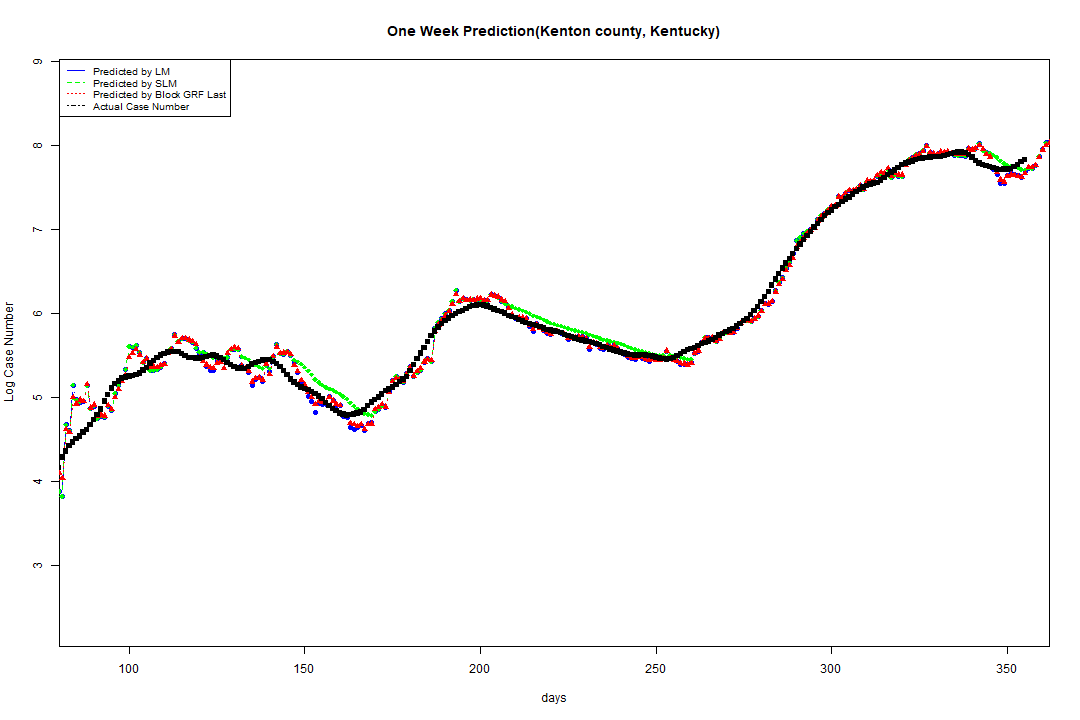 One Week Prediction(Kenton county, Kentucky)
Predicted by LM
Predicted by SLM
Predicted by Block GRF Last
Actual Case Number
9
8
7
6
5
4
3
Log Case Number
100 150 200 250 300 350
days